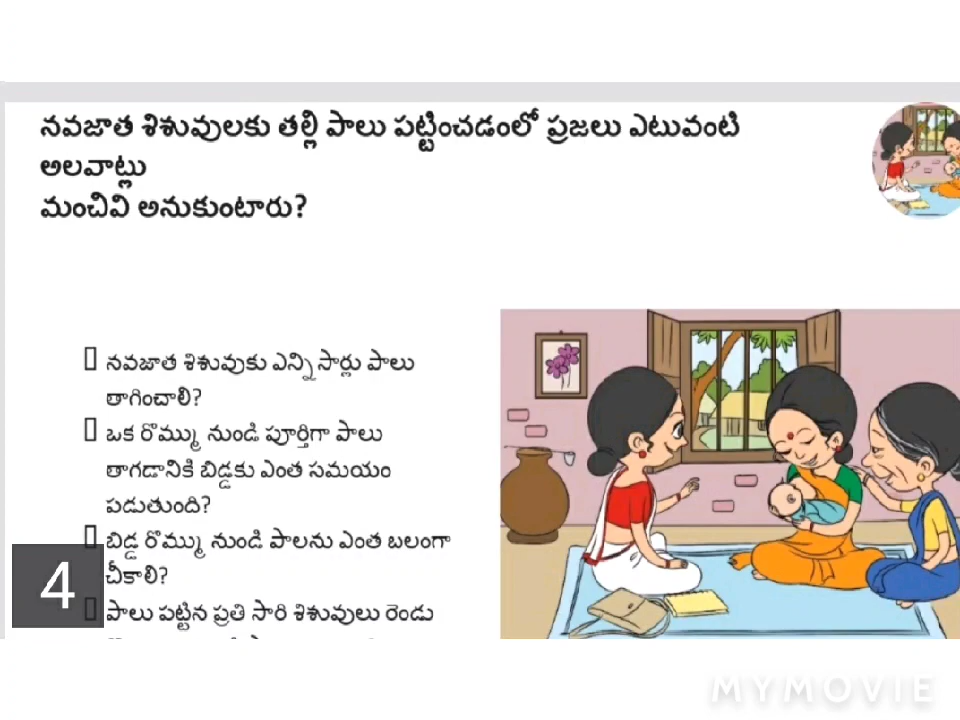 నవజాత శిశువులకు తల్లి పాలు పట్టించడంలో ప్రజలు ఎటువంటి
అలవాట్లు
మంచివి అనుకుంటారు?
నవజాత శిశువుకు ఎన్ని సార్లు పాలు
తాగించాలి?
ఒక రొమ్ము నుండి పూర్తిగా పాలు
తాగడానికి బిడ్డకు ఎంత సమయం
పడుతుంది?
బిడ్డ రొమ్ము నుండి పాలను ఎంత బలంగా
చీకాలి?
పాలు పట్టిన ప్రతి సారి శిశువులు రెండు
4
MYMOVIE